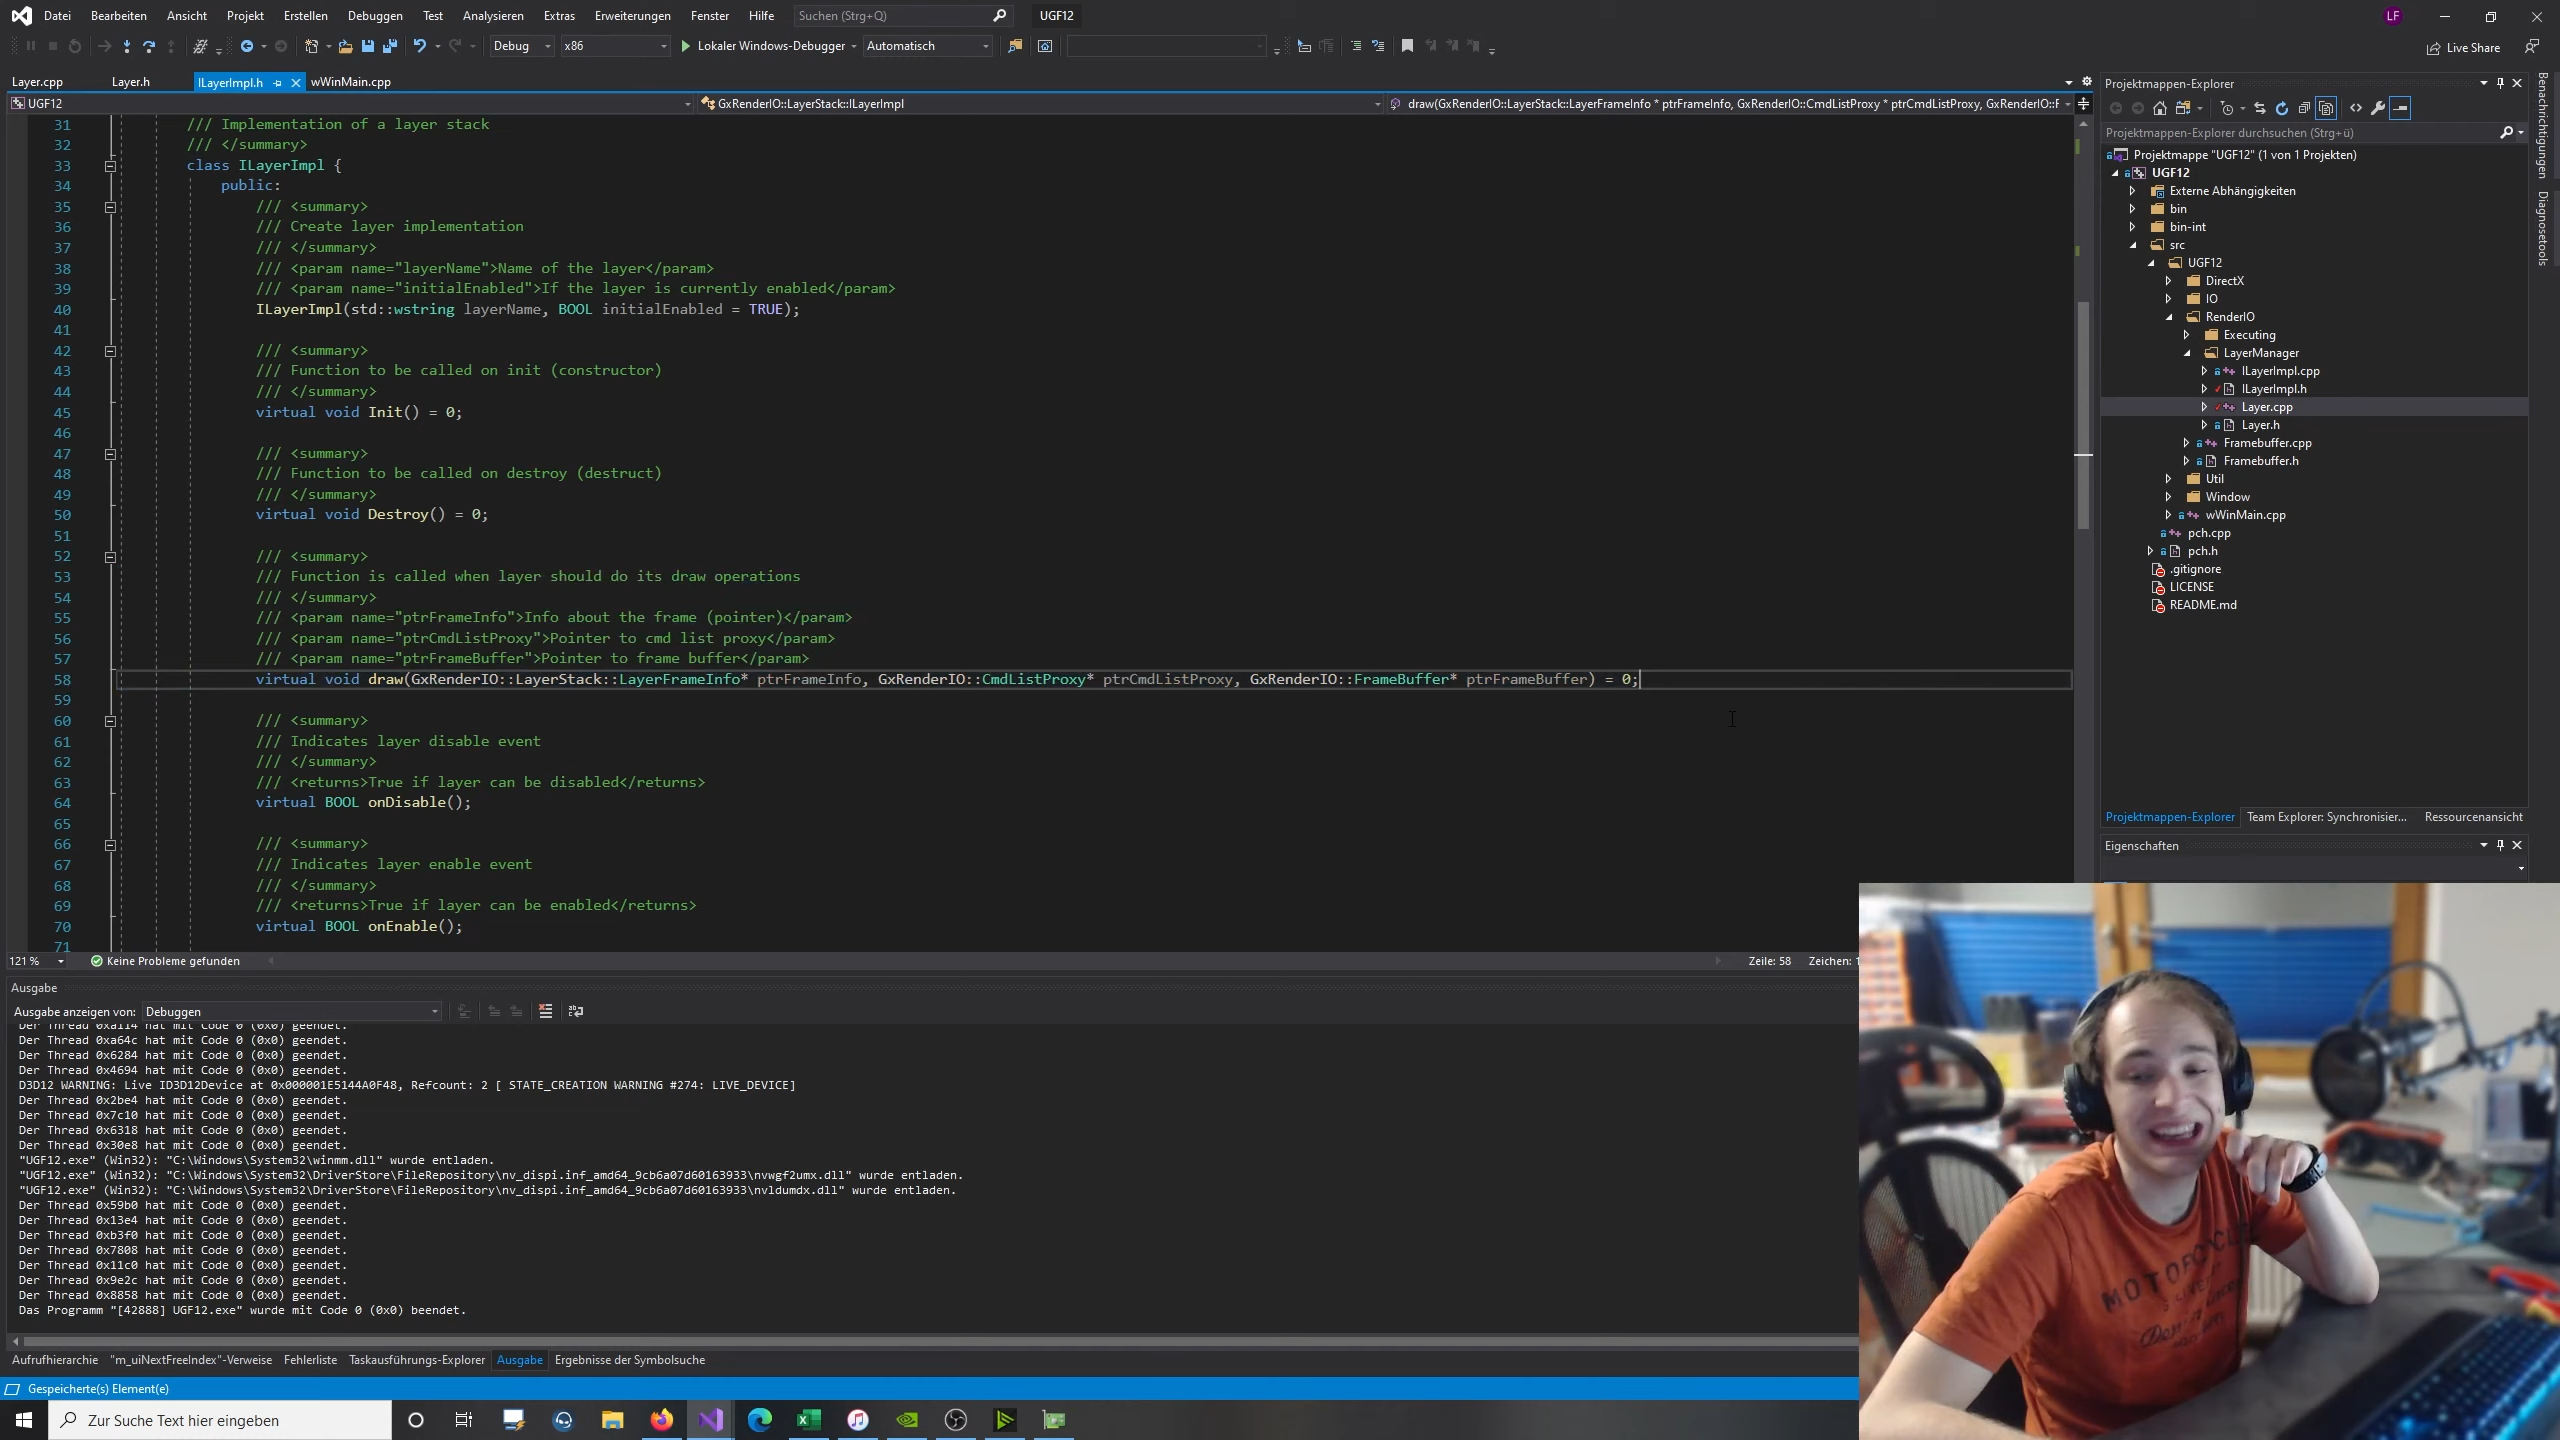 Datei Bearbeiten Ansicht Projekt Erstellen Debuggen Test Analysieren Extras Erweiterungen Fenster Hilfe Suchen (Strg+Q) UGF12 LF
Debug x86 Lokaler Windows-Debugger Automatisch Live Share
Layer.cpp Layer.h ILayerImpl.h wWinMain.cpp
UGF12 GxRenderIO::LayerStack::ILayerImpl draw(GxRenderIO::LayerStack::LayerFrameInfo * ptrFrameInfo, GxRenderIO::CmdListProxy * ptrCmdListProxy, GxRenderIO::F
31 /// Implementation of a layer stack
32 /// </summary>
33 class ILayerImpl {
34 public:
35 /// <summary>
36 /// Create layer implementation
37 /// </summary>
38 /// <param name="layerName">Name of the layer</param>
39 /// <param name="initialEnabled">If the layer is currently enabled</param>
40 ILayerImpl(std::wstring layerName, BOOL initialEnabled = TRUE);
41
42 /// <summary>
43 /// Function to be called on init (constructor)
44 /// </summary>
45 virtual void Init() = 0;
46
47 /// <summary>
48 /// Function to be called on destroy (destruct)
49 /// </summary>
50 virtual void Destroy() = 0;
51
52 /// <summary>
53 /// Function is called when layer should do its draw operations
54 /// </summary>
55 /// <param name="ptrFrameInfo">Info about the frame (pointer)</param>
56 /// <param name="ptrCmdListProxy">Pointer to cmd list proxy</param>
57 /// <param name="ptrFrameBuffer">Pointer to frame buffer</param>
58 virtual void draw(GxRenderIO::LayerStack::LayerFrameInfo* ptrFrameInfo, GxRenderIO::CmdListProxy* ptrCmdListProxy, GxRenderIO::FrameBuffer* ptrFrameBuffer) = 0;
59
60 /// <summary>
61 /// Indicates layer disable event
62 /// </summary>
63 /// <returns>True if layer can be disabled</returns>
64 virtual BOOL onDisable();
65
66 /// <summary>
67 /// Indicates layer enable event
68 /// </summary>
69 /// <returns>True if layer can be enabled</returns>
70 virtual BOOL onEnable();
71
121 % Keine Probleme gefunden Zeile: 58 Zeichen: 1
Ausgabe
Ausgabe anzeigen von: Debuggen
Der Thread 0xa114 hat mit Code 0 (0x0) geendet.
Der Thread 0xa64c hat mit Code 0 (0x0) geendet.
Der Thread 0x6284 hat mit Code 0 (0x0) geendet.
Der Thread 0x4694 hat mit Code 0 (0x0) geendet.
D3D12 WARNING: Live ID3D12Device at 0x000001E5144A0F48, Refcount: 2 [ STATE_CREATION WARNING #274: LIVE_DEVICE]
Der Thread 0x2be4 hat mit Code 0 (0x0) geendet.
Der Thread 0x7c10 hat mit Code 0 (0x0) geendet.
Der Thread 0x6318 hat mit Code 0 (0x0) geendet.
Der Thread 0x30e8 hat mit Code 0 (0x0) geendet.
"UGF12.exe" (Win32): "C:\Windows\System32\winmm.dll" wurde entladen.
"UGF12.exe" (Win32): "C:\Windows\System32\DriverStore\FileRepository\nv_dispi.inf_amd64_9cb6a07d60163933\nvwgf2umx.dll" wurde entladen.
"UGF12.exe" (Win32): "C:\Windows\System32\DriverStore\FileRepository\nv_dispi.inf_amd64_9cb6a07d60163933\nvldumdx.dll" wurde entladen.
Der Thread 0x59b0 hat mit Code 0 (0x0) geendet.
Der Thread 0x13e4 hat mit Code 0 (0x0) geendet.
Der Thread 0xb3f0 hat mit Code 0 (0x0) geendet.
Der Thread 0x7808 hat mit Code 0 (0x0) geendet.
Der Thread 0x11c0 hat mit Code 0 (0x0) geendet.
Der Thread 0x9e2c hat mit Code 0 (0x0) geendet.
Der Thread 0x8858 hat mit Code 0 (0x0) geendet.
Das Programm "[42888] UGF12.exe" wurde mit Code 0 (0x0) beendet.
Aufrufhierarchie "m_uiNextFreeIndex"-Verweise Fehlerliste Taskausführungs-Explorer Ausgabe Ergebnisse der Symbolsuche
Gespeicherte(s) Element(e)
Zur Suche Text hier eingeben
Projektmappen-Explorer
Projektmappen-Explorer durchsuchen (Strg+ü)
Projektmappe "UGF12" (1 von 1 Projekten)
UGF12
Externe Abhängigkeiten
bin
bin-int
src
UGF12
DirectX
IO
RenderIO
Executing
LayerManager
ILayerImpl.cpp
ILayerImpl.h
Layer.cpp
Layer.h
Framebuffer.cpp
Framebuffer.h
Util
Window
wWinMain.cpp
pch.cpp
pch.h
.gitignore
LICENSE
README.md
Projektmappen-Explorer Team Explorer: Synchronisier... Ressourcenansicht
Eigenschaften
Benachrichtigungen
Diagnosetools